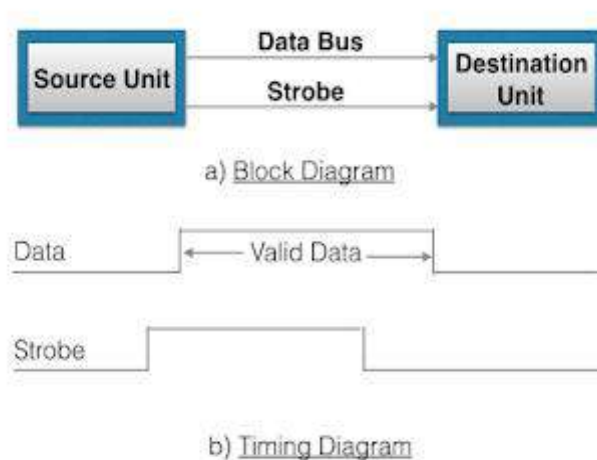 Data Bus
Source Unit
Strobe
Destination
Unit
a) Block Diagram
Data
Valid Data
Strobe
b) Timing Diagram